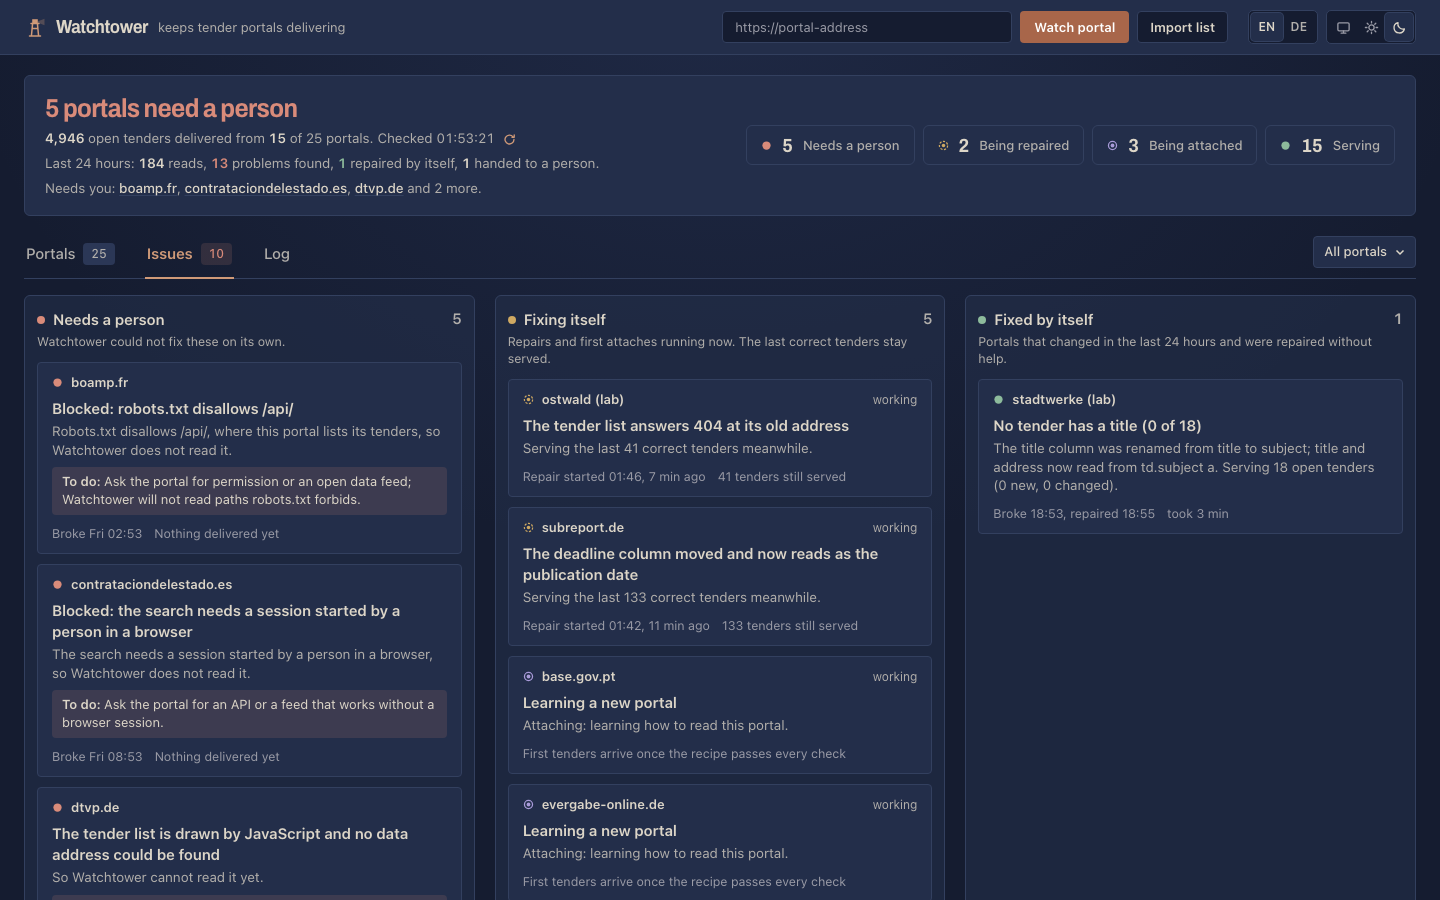 Watchtower keeps tender portals delivering
https://portal-address
Watch portal
Import list
EN DE
5 portals need a person
4,946 open tenders delivered from 15 of 25 portals. Checked 01:53:21
Last 24 hours: 184 reads, 13 problems found, 1 repaired by itself, 1 handed to a person.
Needs you: boamp.fr, contrataciondelestado.es, dtvp.de and 2 more.
5 Needs a person
2 Being repaired
3 Being attached
15 Serving
Portals 25
Issues 10
Log
All portals
Needs a person 5
Watchtower could not fix these on its own.
boamp.fr
Blocked: robots.txt disallows /api/
Robots.txt disallows /api/, where this portal lists its tenders, so
Watchtower does not read it.
To do: Ask the portal for permission or an open data feed;
Watchtower will not read paths robots.txt forbids.
Broke Fri 02:53 Nothing delivered yet
contrataciondelestado.es
Blocked: the search needs a session started by a
person in a browser
The search needs a session started by a person in a browser,
so Watchtower does not read it.
To do: Ask the portal for an API or a feed that works without a
browser session.
Broke Fri 08:53 Nothing delivered yet
dtvp.de
The tender list is drawn by JavaScript and no data
address could be found
So Watchtower cannot read it yet.
Fixing itself 5
Repairs and first attaches running now. The last correct tenders stay
served.
ostwald (lab) working
The tender list answers 404 at its old address
Serving the last 41 correct tenders meanwhile.
Repair started 01:46, 7 min ago 41 tenders still served
subreport.de working
The deadline column moved and now reads as the
publication date
Serving the last 133 correct tenders meanwhile.
Repair started 01:42, 11 min ago 133 tenders still served
base.gov.pt working
Learning a new portal
Attaching: learning how to read this portal.
First tenders arrive once the recipe passes every check
evergabe-online.de working
Learning a new portal
Attaching: learning how to read this portal.
First tenders arrive once the recipe passes every check
Fixed by itself 1
Portals that changed in the last 24 hours and were repaired without
help.
stadtwerke (lab)
No tender has a title (0 of 18)
The title column was renamed from title to subject; title and
address now read from td.subject a. Serving 18 open tenders
(0 new, 0 changed).
Broke 18:53, repaired 18:55 took 3 min